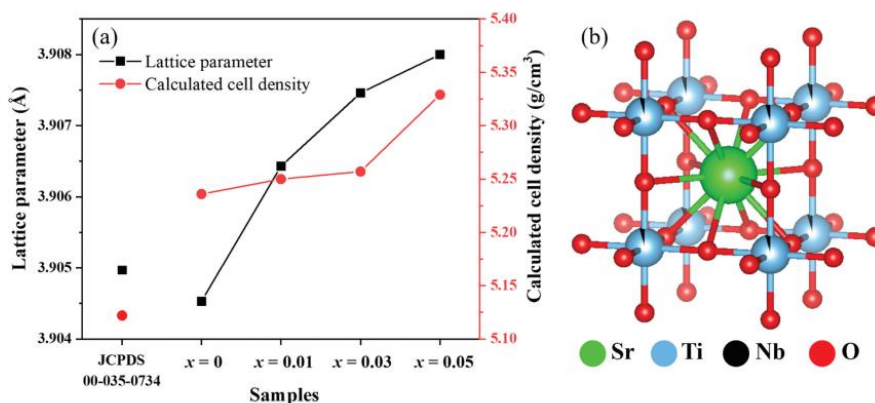 (a)
Lattice parameter
Calculated cell density
Lattice parameter (Å)
3.908
3.907
3.906
3.905
3.904
5.40
5.35
5.30
5.25
5.20
5.15
5.10
Calculated cell density (g/cm³)
JCPDS
00-035-0734
x = 0
x = 0.01
x = 0.03
x = 0.05
Samples
(b)
Sr
Ti
Nb
O